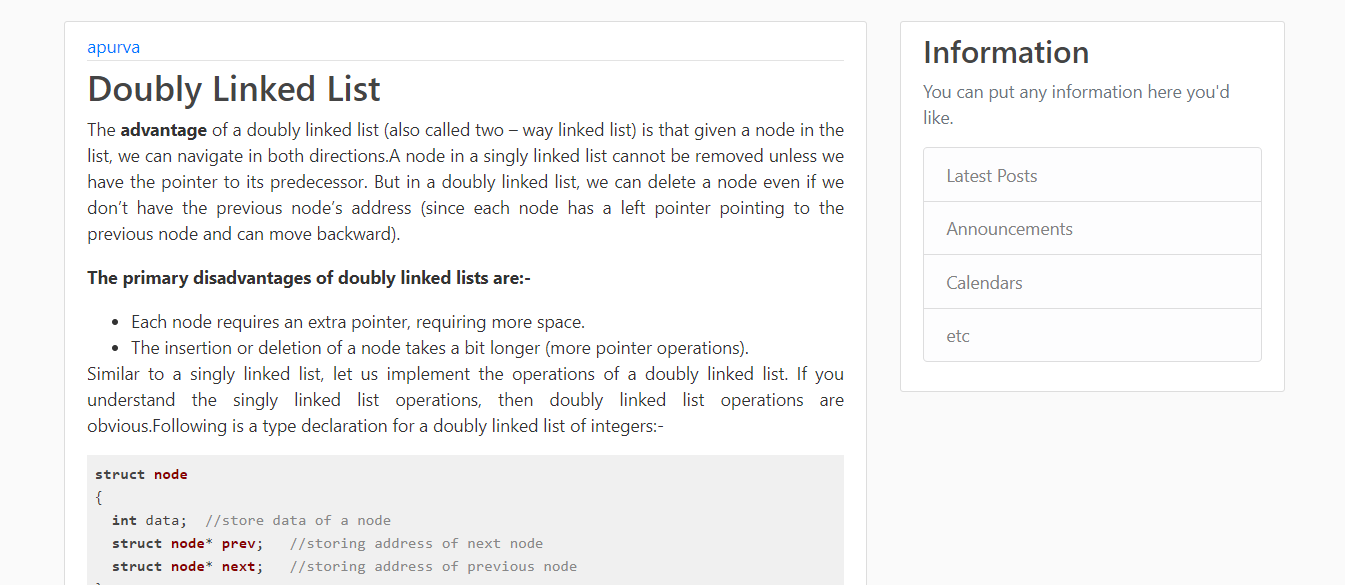 apurva
Doubly Linked List
The advantage of a doubly linked list (also called two – way linked list) is that given a node in the
list, we can navigate in both directions.A node in a singly linked list cannot be removed unless we
have the pointer to its predecessor. But in a doubly linked list, we can delete a node even if we
don’t have the previous node’s address (since each node has a left pointer pointing to the
previous node and can move backward).
The primary disadvantages of doubly linked lists are:-
• Each node requires an extra pointer, requiring more space.
• The insertion or deletion of a node takes a bit longer (more pointer operations).
Similar to a singly linked list, let us implement the operations of a doubly linked list. If you
understand the singly linked list operations, then doubly linked list operations are
obvious.Following is a type declaration for a doubly linked list of integers:-
struct node
{
int data;  //store data of a node
struct node* prev;   //storing address of next node
struct node* next;   //storing address of previous node
Information
You can put any information here you'd
like.
Latest Posts
Announcements
Calendars
etc